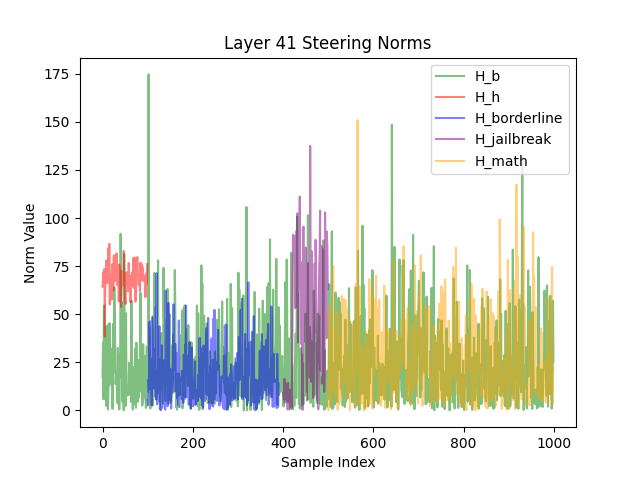 Layer 41 Steering Norms
H_b
H_h
H_borderline
H_jailbreak
H_math
Norm Value
175
150
125
100
75
50
25
0
0 200 400 600 800 1000
Sample Index